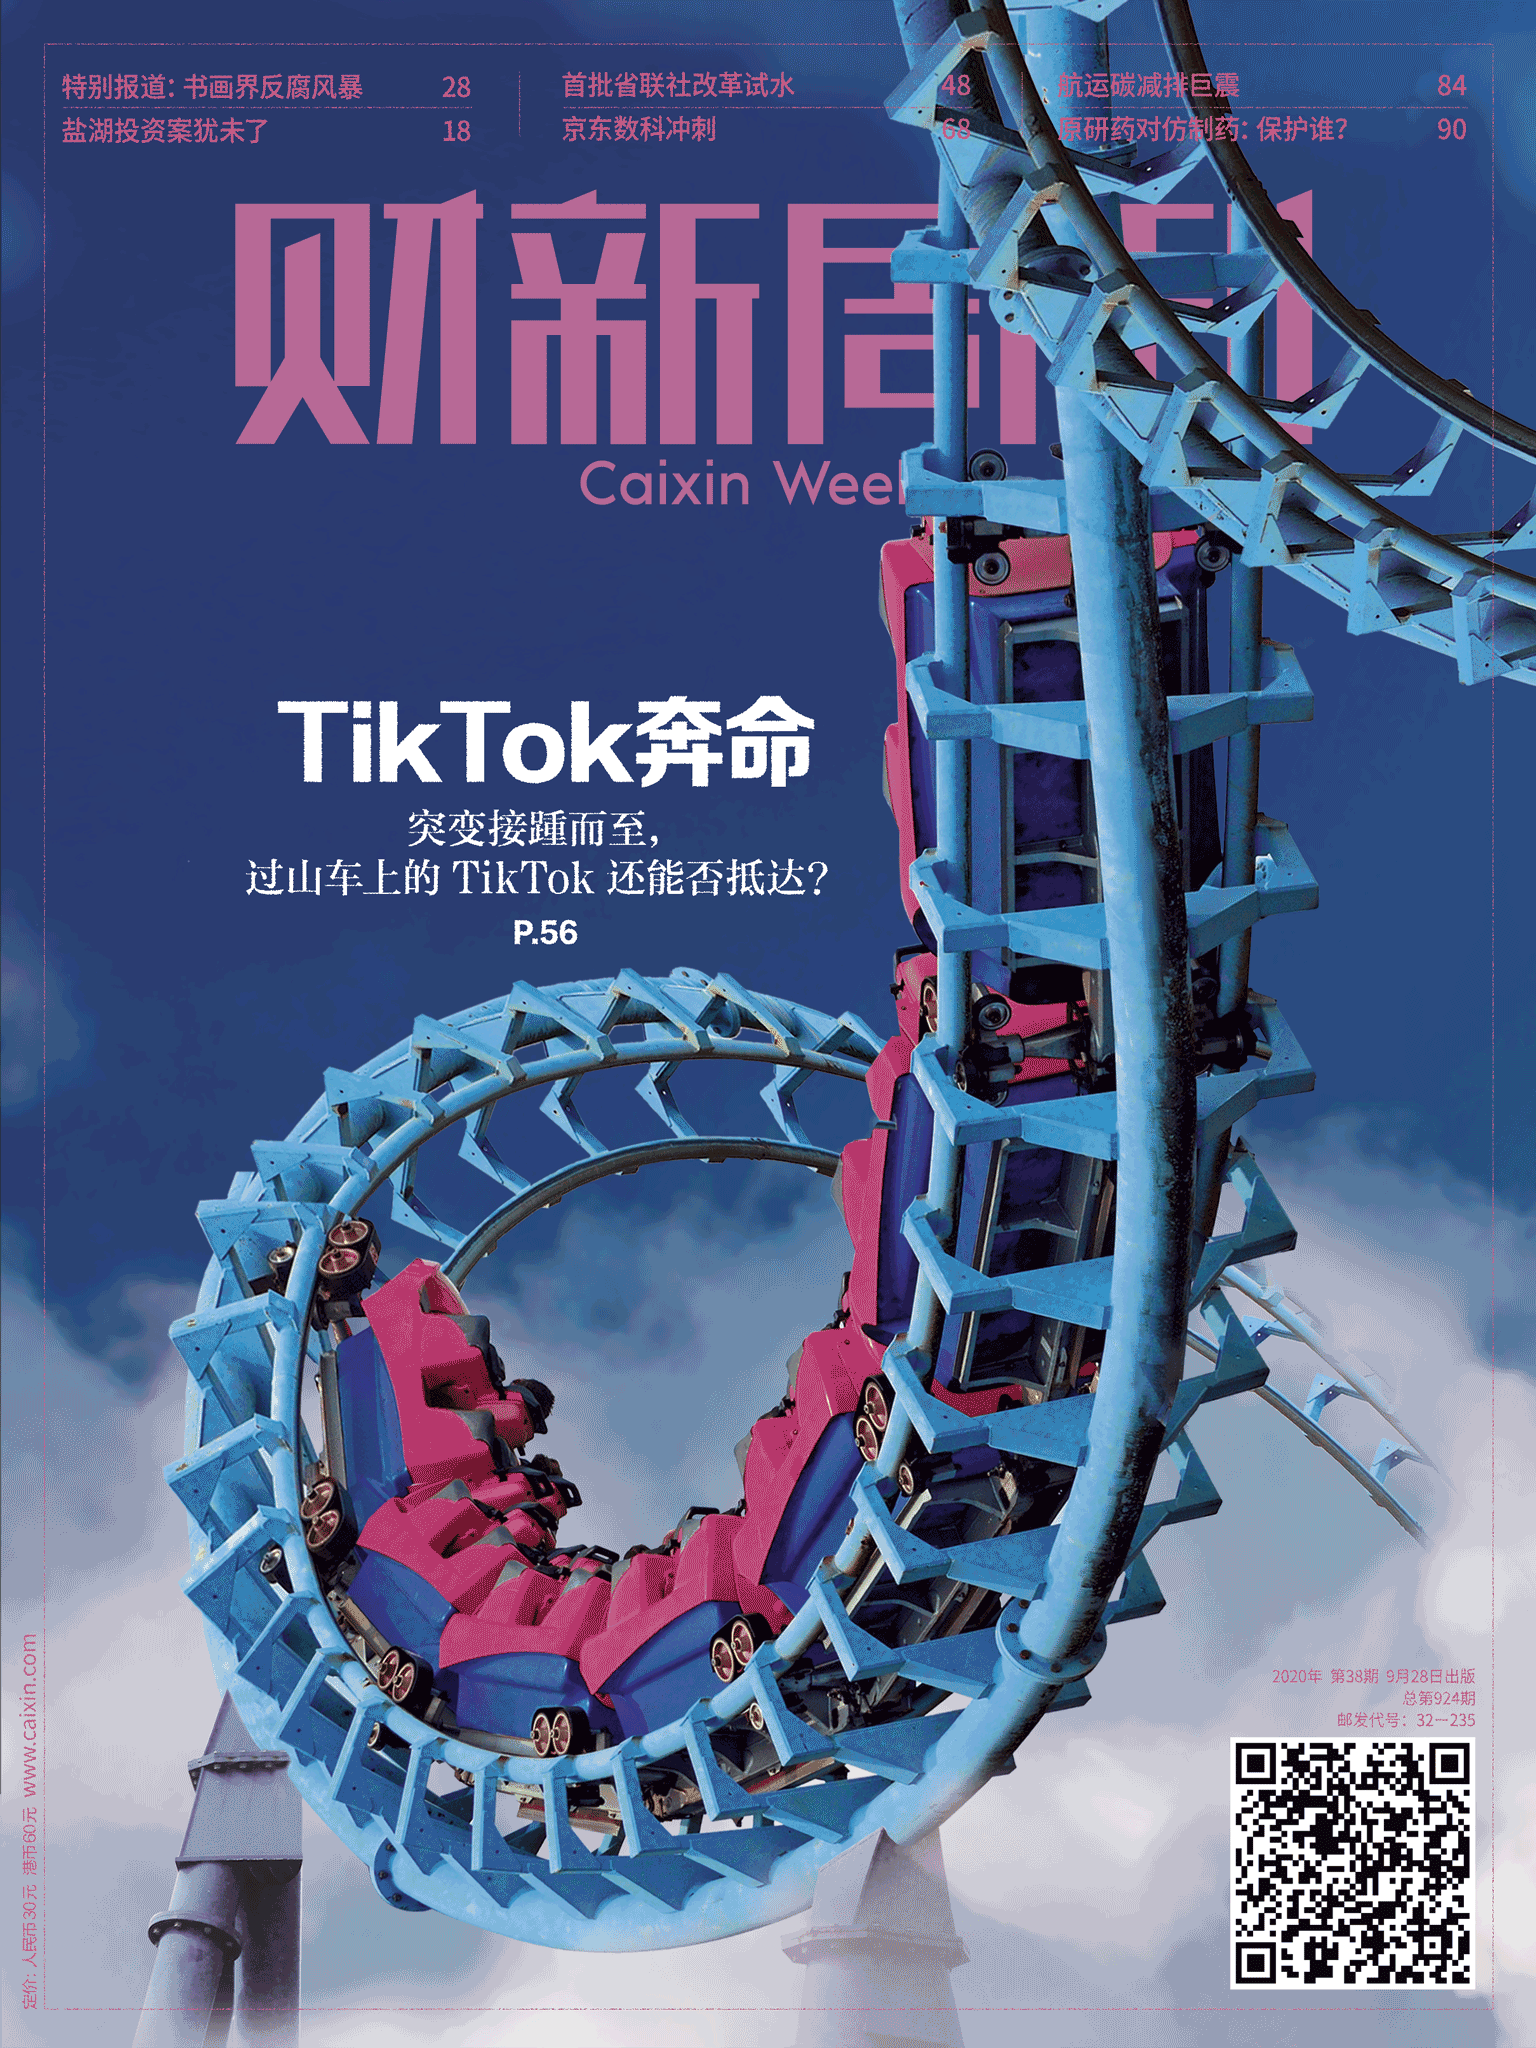 特别报道：书画界反腐风暴 28
盐湖投资案犹未了 18
首批省联社改革试水 48
京东数科冲刺 68
航运碳减排巨震 84
原研药对仿制药：保护谁？ 90
财新周刊
Caixin Week
TikTok奔命
突变接踵而至，
过山车上的 TikTok 还能否抵达？
P.56
2020年 第38期 9月28日出版
总第924期
邮发代号：32—235
定价：人民币30元 港币60元 www.caixin.com